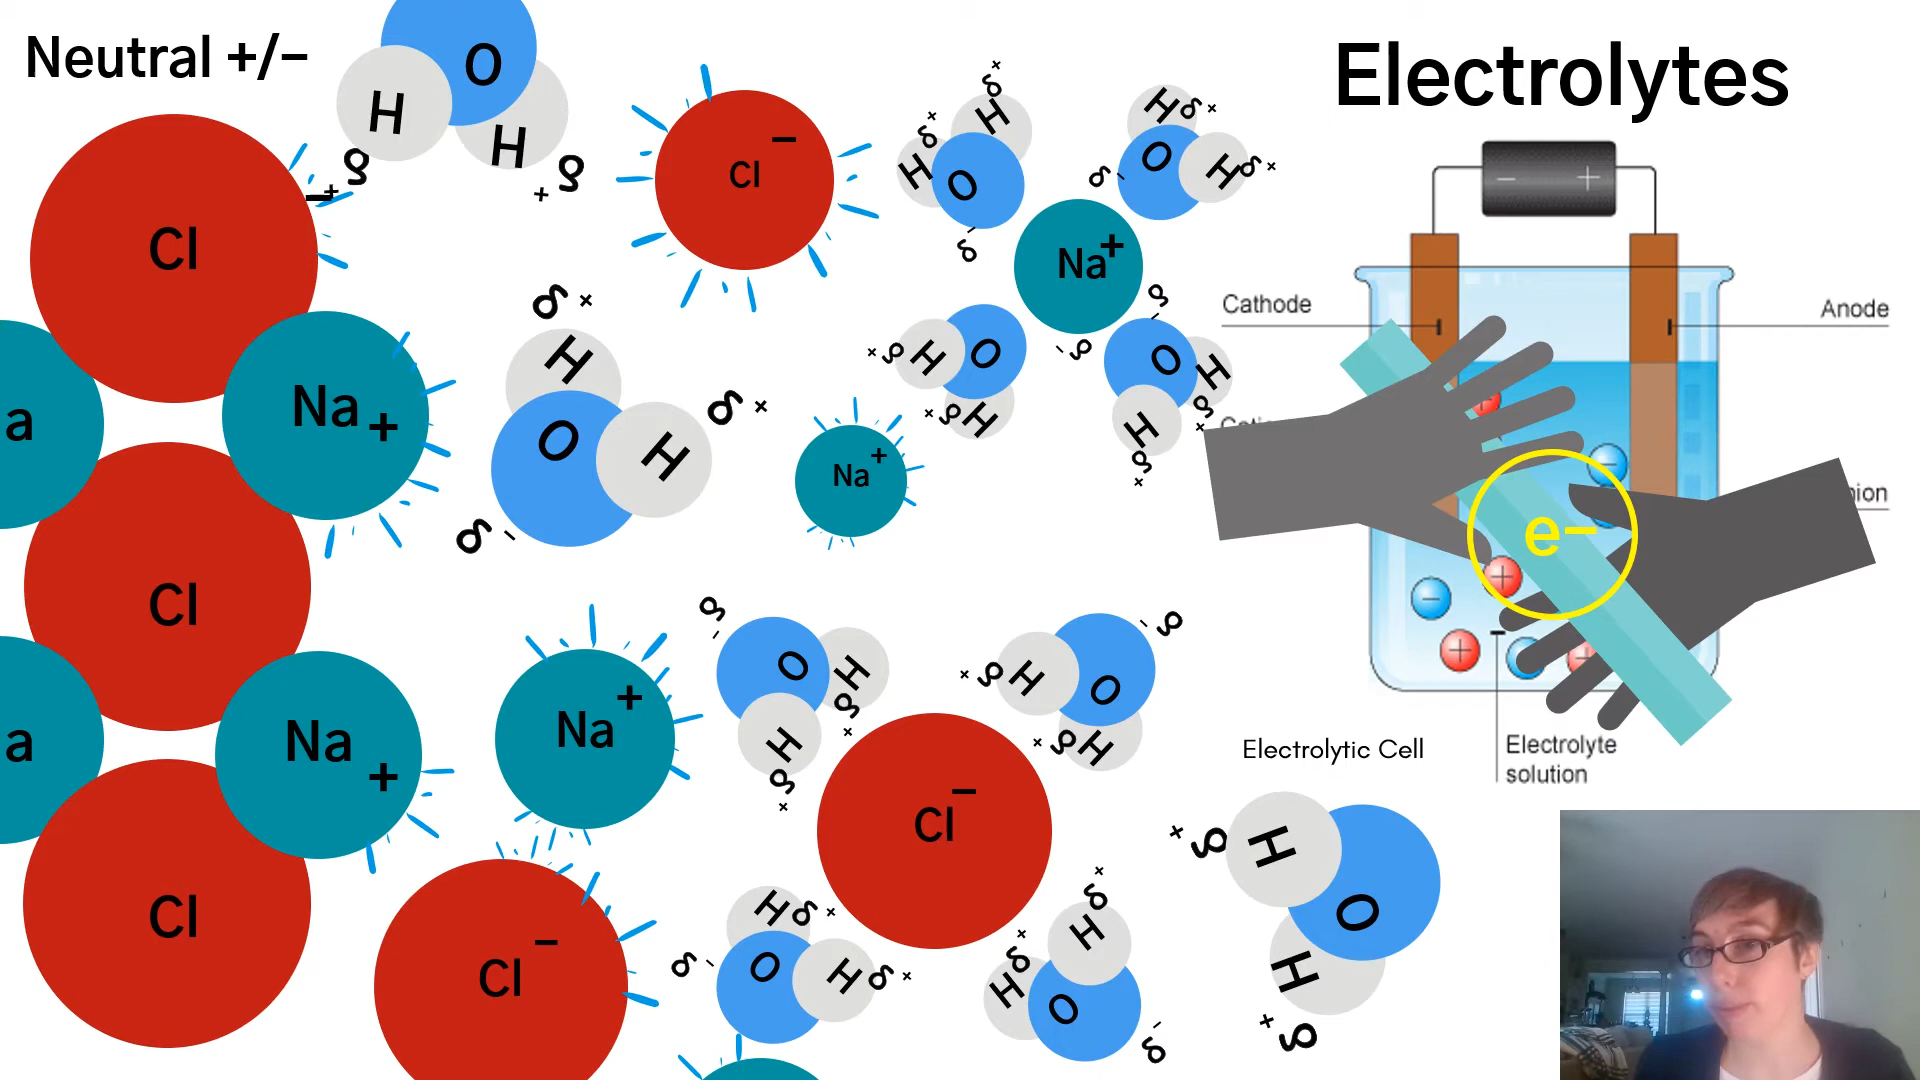 Neutral +/−
Electrolytes
O
H
H
δ +
δ +
Cl −
Cl
Na +
a
Cl
Na +
a
Cl
O
H
H
δ +
δ +
δ -
Cl −
Na +
Na +
Cl −
H δ +
H δ +
O
δ -
H δ +
O
H δ +
δ -
Na +
O
H δ +
H δ +
δ -
O
H
H
δ +
δ +
δ -
− +
Cathode
Anode
e−
+
−
+
Electrolytic Cell
Electrolyte
solution
δ -
O
H
δ +
H
δ +
δ -
O
H
δ +
H
δ +
Cl −
H δ +
O
H δ +
δ -
H δ +
H δ +
O
δ -
H
δ +
O
H
δ +